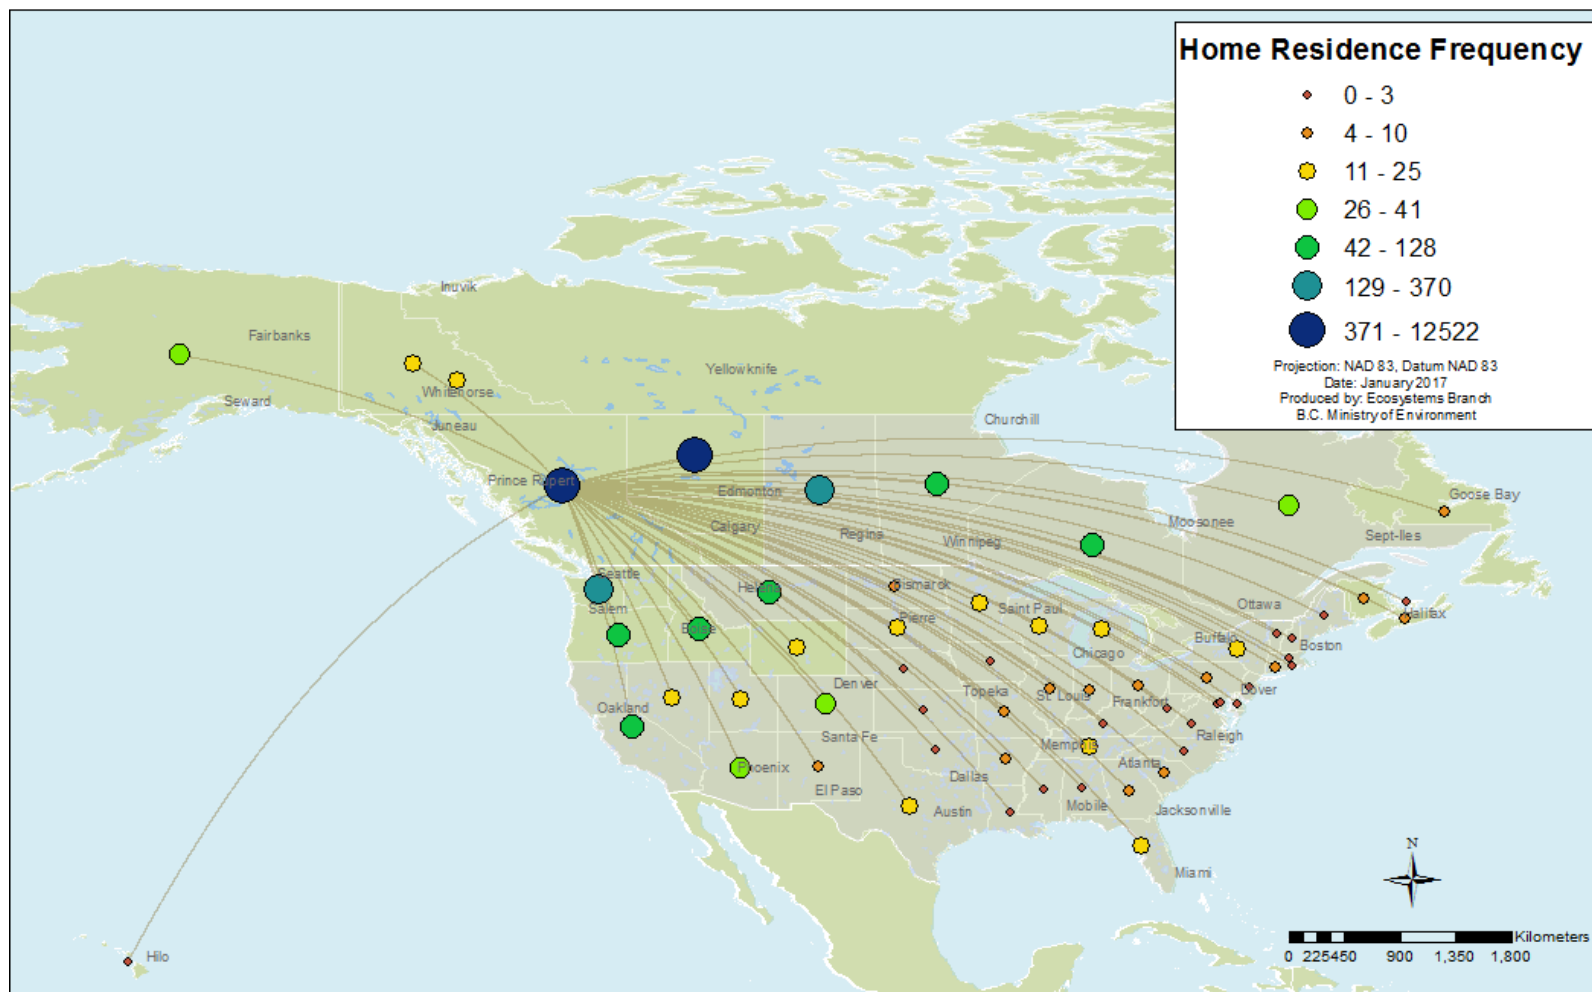 Home Residence Frequency
0 - 3
4 - 10
11 - 25
26 - 41
42 - 128
129 - 370
371 - 12522
Projection: NAD 83, Datum NAD 83
Date: January 2017
Produced by: Ecosystems Branch
B.C. Ministry of Environment
Inuvik
Fairbanks
Yellowknife
Whitehorse
Seward
Juneau
Churchill
Prince Rupert
Edmonton
Goose Bay
Calgary
Regina
Winnipeg
Moosonee
Sept-Iles
Seattle
Helena
Bismarck
Salem
Boise
Pierre
Saint Paul
Ottawa
Halifax
Buffalo
Boston
Chicago
Denver
Topeka
St. Louis
Frankfort
Dover
Oakland
Santa Fe
Memphis
Raleigh
Phoenix
El Paso
Dallas
Atlanta
Austin
Mobile
Jacksonville
Miami
Hilo
N
Kilometers
0 225450 900 1,350 1,800